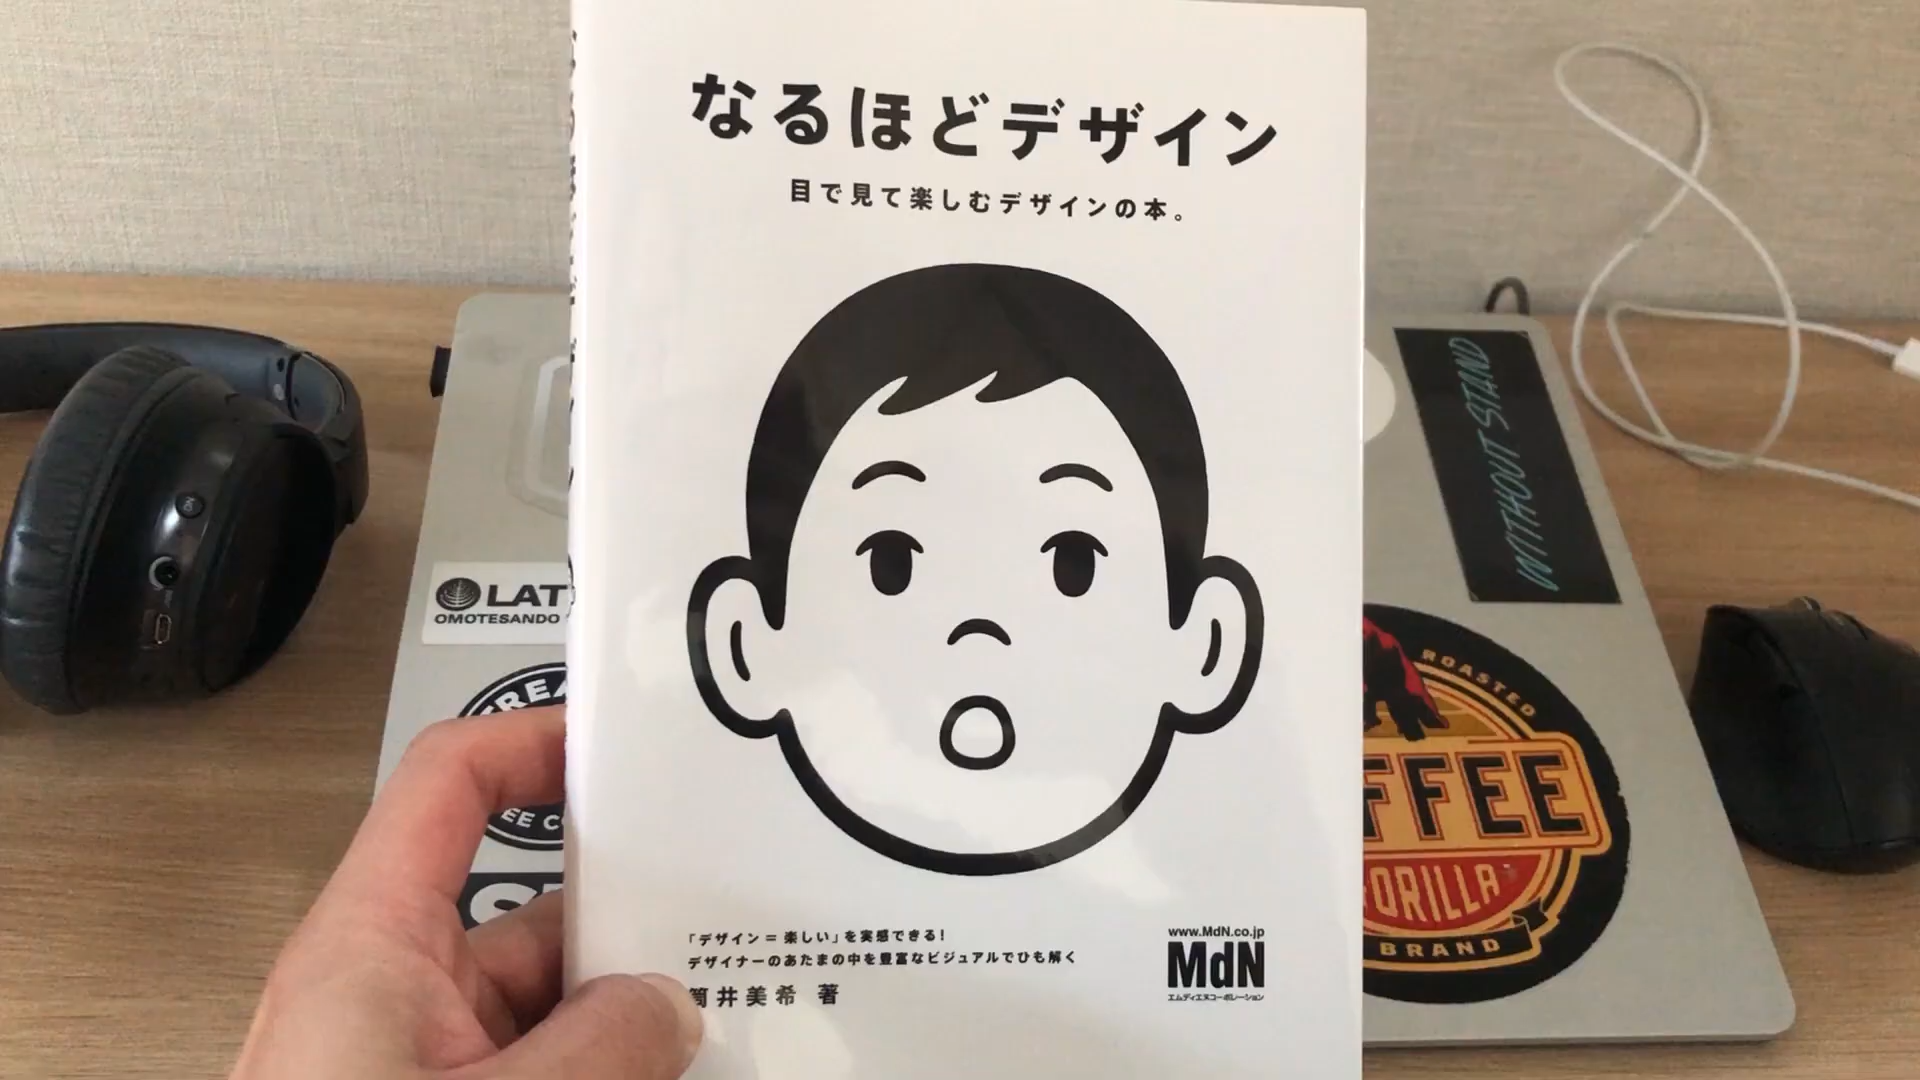 なるほどデザイン
目で見て楽しむデザインの本。
「デザイン=楽しい」を実感できる!
デザイナーのあたまの中を豊富なビジュアルでひも解く
筒井美希 著
www.MdN.co.jp
MdN
エムディエヌコーポレーション
WITHOUT STAND
OMOTESANDO
ROASTED
BRAND